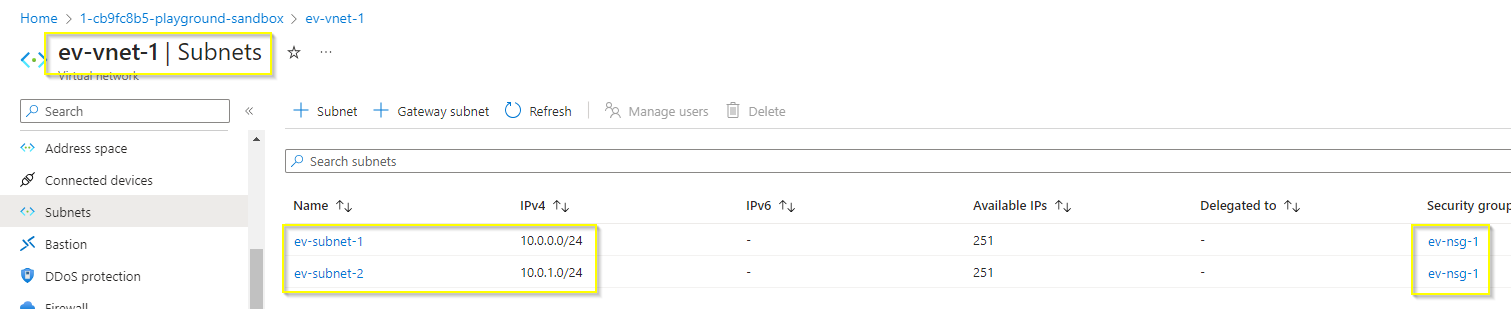 Home > 1-cb9fc8b5-playground-sandbox > ev-vnet-1
ev-vnet-1 | Subnets ☆ ···
Virtual network
Search «
+ Subnet + Gateway subnet Refresh Manage users Delete
Address space
Connected devices
Subnets
Bastion
DDoS protection
Firewall
Search subnets
Name ↑↓ IPv4 ↑↓ IPv6 ↑↓ Available IPs ↑↓ Delegated to ↑↓ Security group
ev-subnet-1 10.0.0.0/24 - 251 - ev-nsg-1
ev-subnet-2 10.0.1.0/24 - 251 - ev-nsg-1